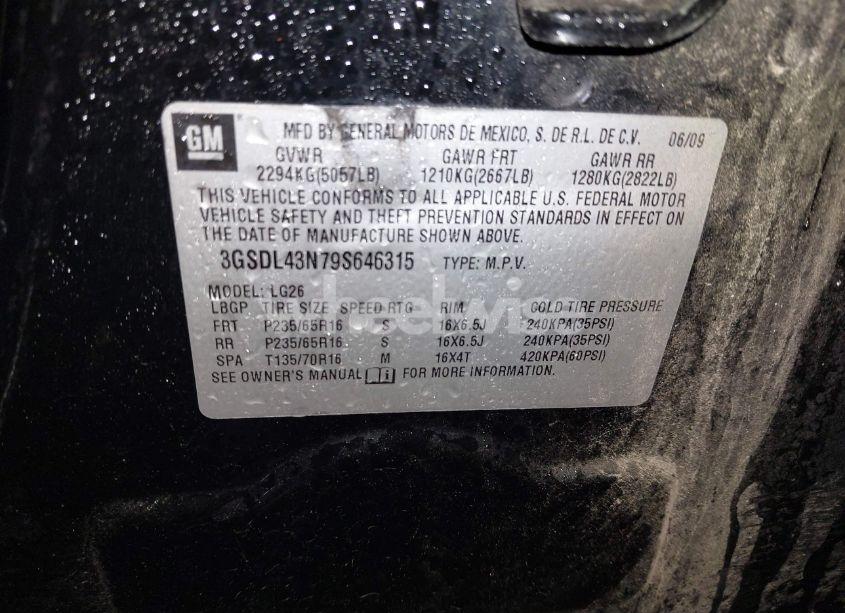 GM MFD BY GENERAL MOTORS DE MEXICO, S. DE R.L. DE C.V. 06/09
GVWR GAWR FRT GAWR RR
2294KG(5057LB) 1210KG(2667LB) 1280KG(2822LB)
THIS VEHICLE CONFORMS TO ALL APPLICABLE U.S. FEDERAL MOTOR
VEHICLE SAFETY AND THEFT PREVENTION STANDARDS IN EFFECT ON
THE DATE OF MANUFACTURE SHOWN ABOVE.
3GSDL43N79S646315 TYPE: M.P.V.
MODEL: LG26
LBGP TIRE SIZE SPEED RTG RIM COLD TIRE PRESSURE
FRT P235/65R16 S 16X6.5J 240KPA(35PSI)
RR P235/65R16 S 16X6.5J 240KPA(35PSI)
SPA T135/70R16 M 16X4T 420KPA(60PSI)
SEE OWNER'S MANUAL FOR MORE INFORMATION.